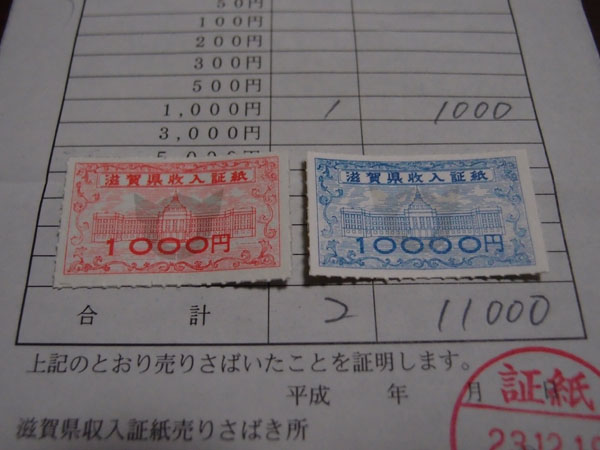 50円
100円
200円
300円
500円
1,000円 1 1000
3,000円
滋賀県収入証紙
1000円
滋賀県収入証紙
10000円
合計 2 11000
上記のとおり売りさばいたことを証明します。
平成 年 月
滋賀県収入証紙売りさばき所
証紙
23.12.19